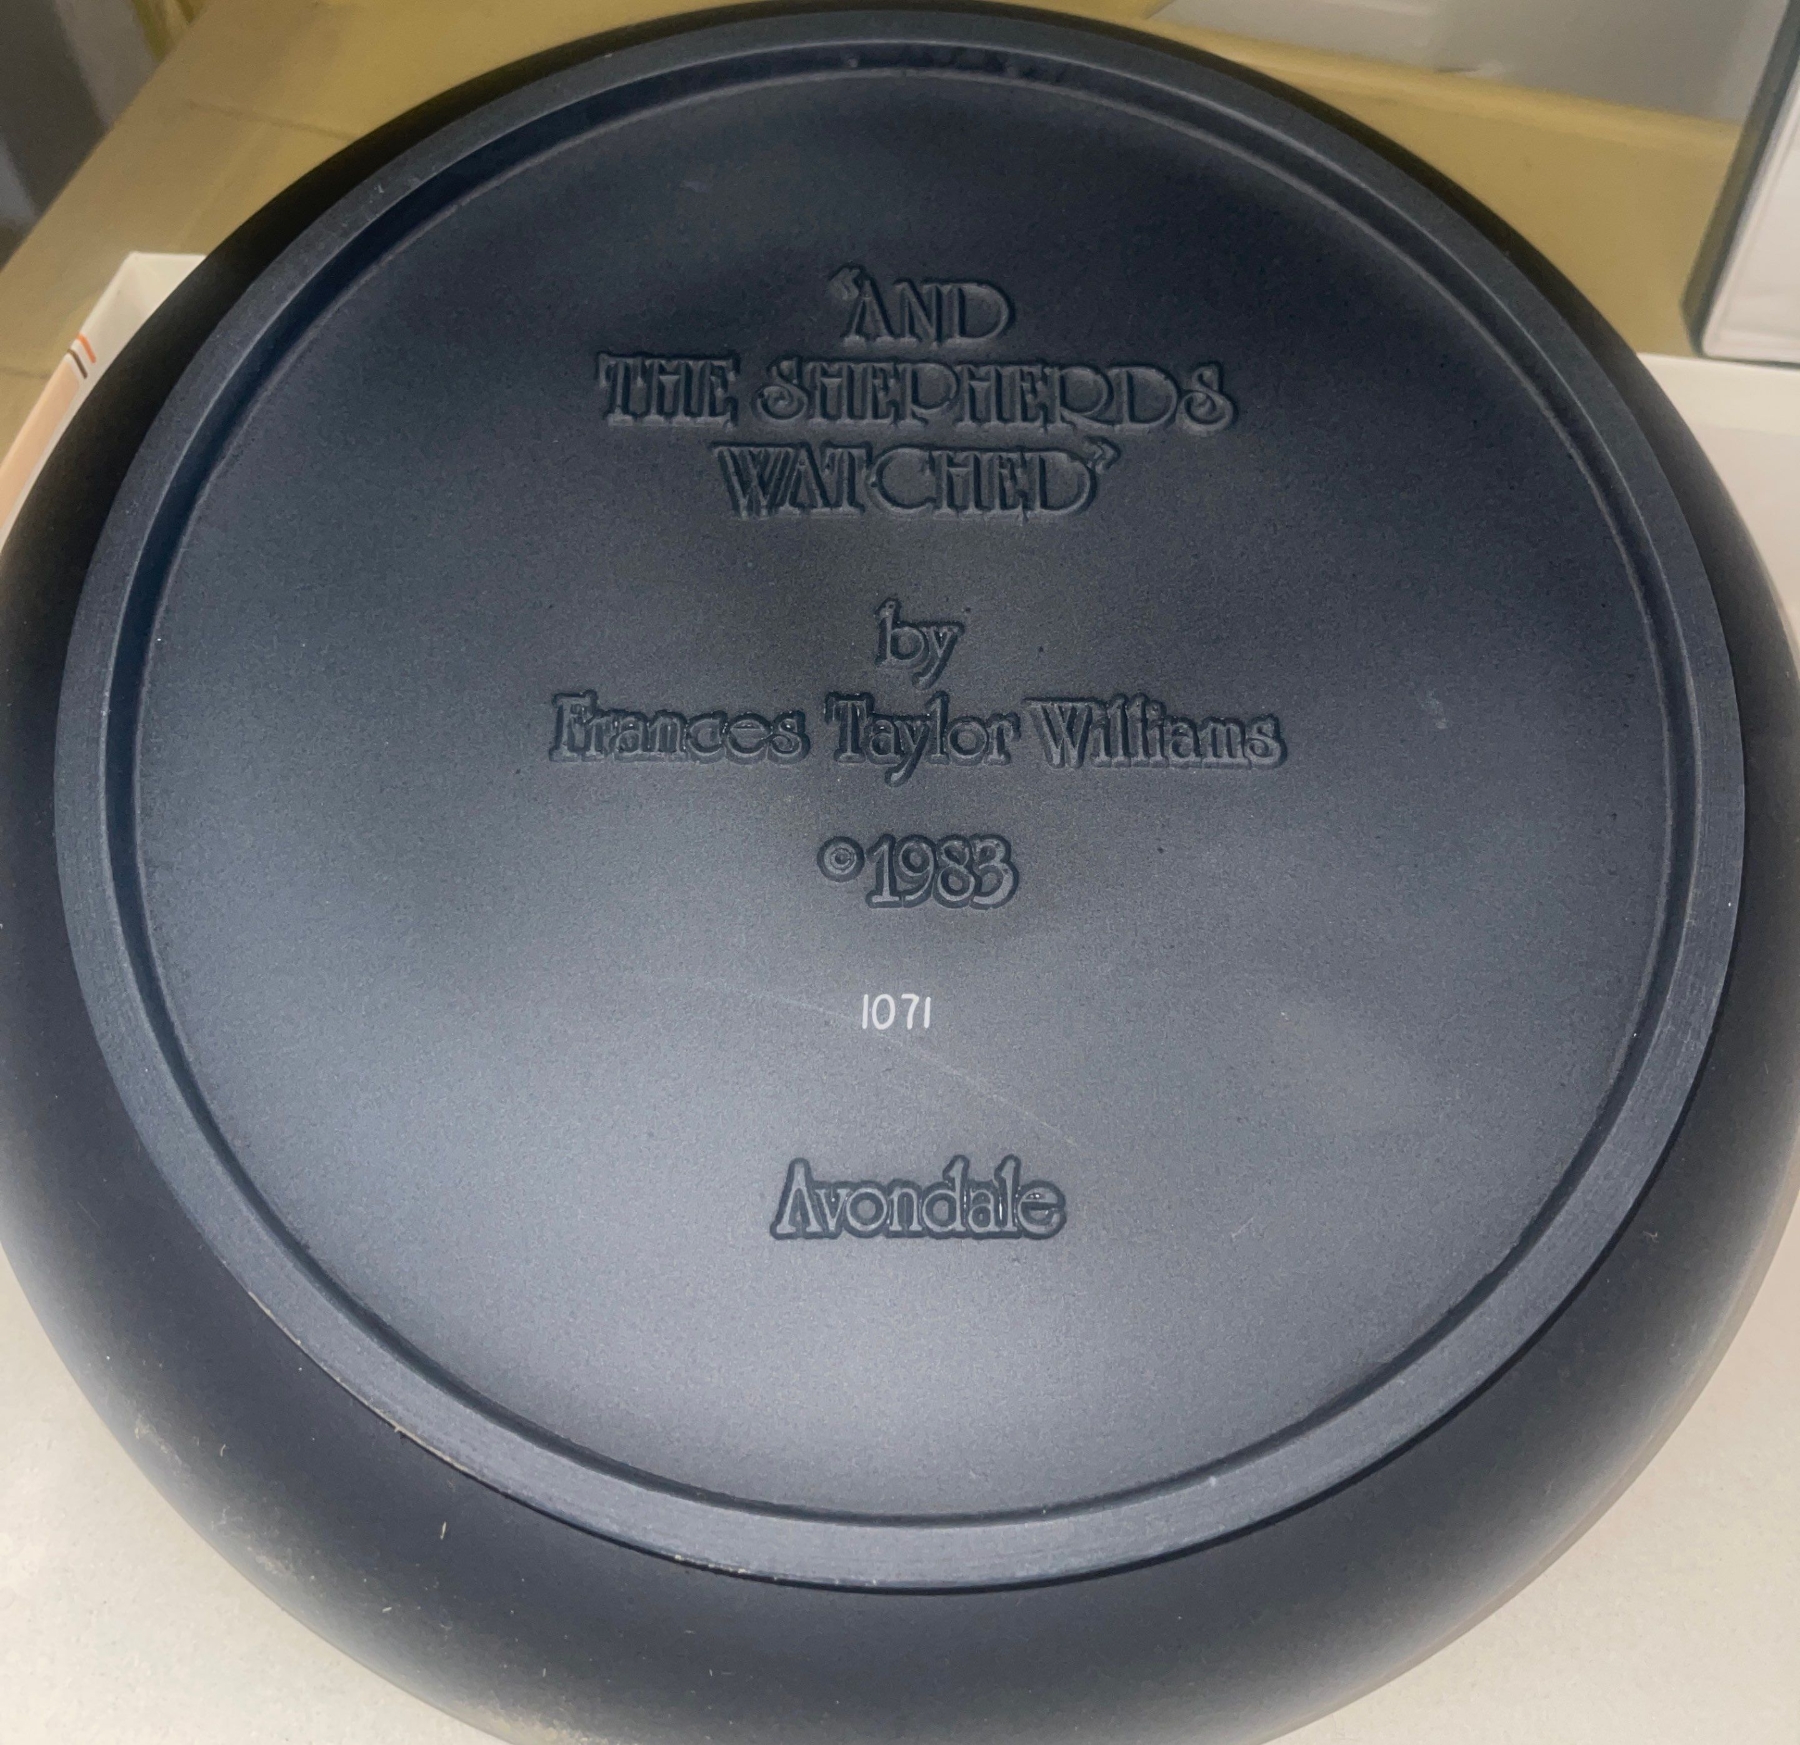 “AND
THE SHEPHERDS
WATCHED”
by
Frances Taylor Williams
©1983
1071
Avondale